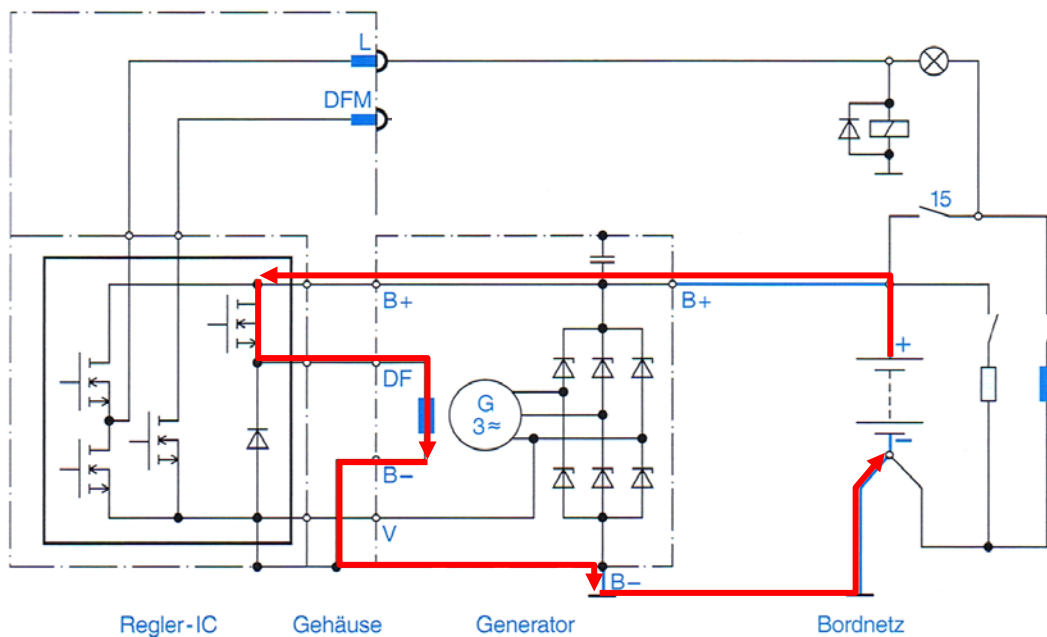 L
DFM
15
B+
B+
+
DF
G
3≈
−
B−
V
B−
Regler-IC
Gehäuse
Generator
Bordnetz